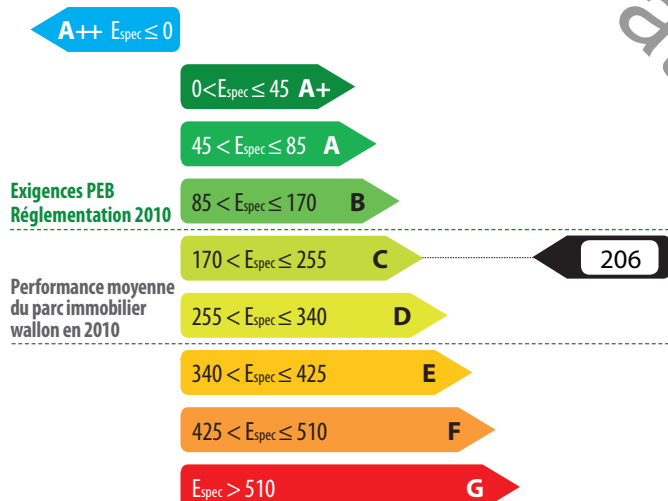 A++ Espec ≤ 0
0<Espec ≤ 45 A+
45 < Espec ≤ 85 A
Exigences PEB
Réglementation 2010
85 < Espec ≤ 170 B
170 < Espec ≤ 255 C
206
Performance moyenne
du parc immobilier
wallon en 2010
255 < Espec ≤ 340 D
340 < Espec ≤ 425 E
425 < Espec ≤ 510 F
Espec > 510 G